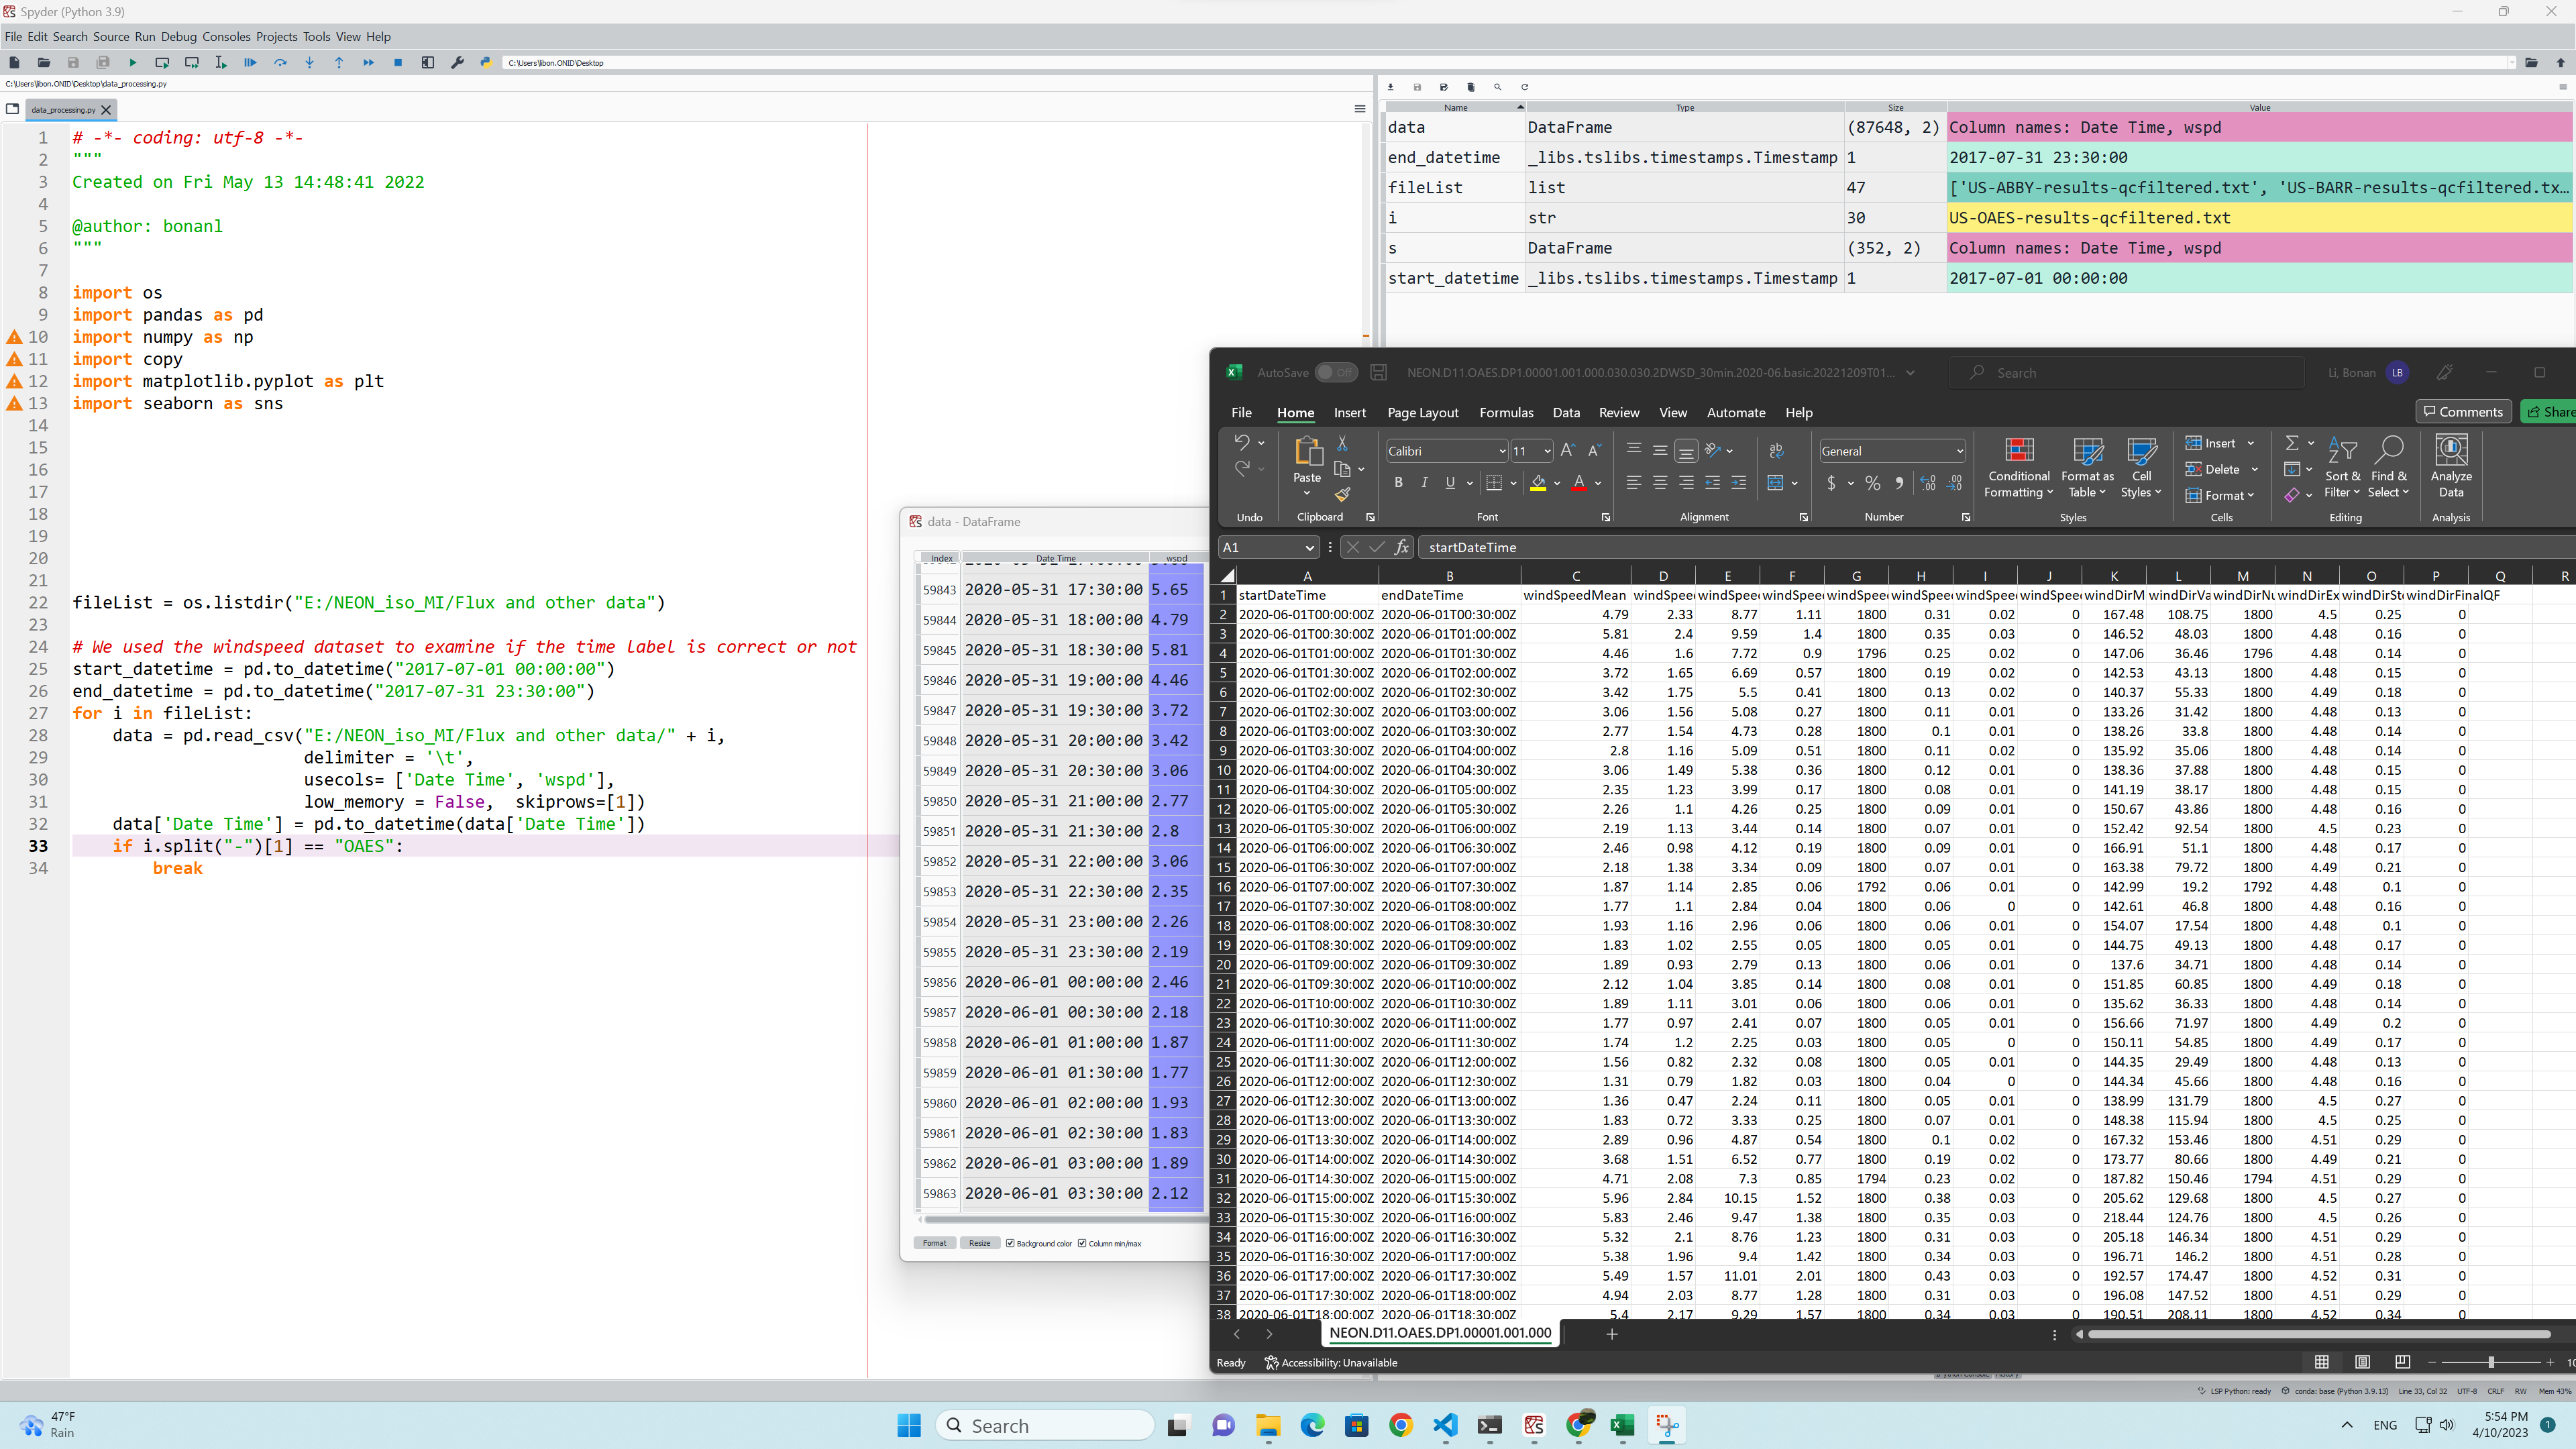 Spyder (Python 3.9)
File Edit Search Source Run Debug Consoles Projects Tools View Help
C:\Users\libon.ONID\Desktop
C:\Users\libon.ONID\Desktop\data_processing.py
data_processing.py
1 # -*- coding: utf-8 -*-
2 """
3 Created on Fri May 13 14:48:41 2022
4
5 @author: bonanl
6 """
7
8 import os
9 import pandas as pd
10 import numpy as np
11 import copy
12 import matplotlib.pyplot as plt
13 import seaborn as sns
14
15
16
17
18
19
20
21
22 fileList = os.listdir("E:/NEON_iso_MI/Flux and other data")
23
24 # We used the windspeed dataset to examine if the time label is correct or not
25 start_datetime = pd.to_datetime("2017-07-01 00:00:00")
26 end_datetime = pd.to_datetime("2017-07-31 23:30:00")
27 for i in fileList:
28 data = pd.read_csv("E:/NEON_iso_MI/Flux and other data/" + i,
29 delimiter = '\t',
30 usecols= ['Date Time', 'wspd'],
31 low_memory = False, skiprows=[1])
32 data['Date Time'] = pd.to_datetime(data['Date Time'])
33 if i.split("-")[1] == "OAES":
34 break
Name Type Size Value
data DataFrame (87648, 2) Column names: Date Time, wspd
end_datetime _libs.tslibs.timestamps.Timestamp 1 2017-07-31 23:30:00
fileList list 47 ['US-ABBY-results-qcfiltered.txt', 'US-BARR-results-qcfiltered.tx…
i str 30 US-OAES-results-qcfiltered.txt
s DataFrame (352, 2) Column names: Date Time, wspd
start_datetime _libs.tslibs.timestamps.Timestamp 1 2017-07-01 00:00:00
data - DataFrame
Index Date Time wspd
59843 2020-05-31 17:30:00 5.65
59844 2020-05-31 18:00:00 4.79
59845 2020-05-31 18:30:00 5.81
59846 2020-05-31 19:00:00 4.46
59847 2020-05-31 19:30:00 3.72
59848 2020-05-31 20:00:00 3.42
59849 2020-05-31 20:30:00 3.06
59850 2020-05-31 21:00:00 2.77
59851 2020-05-31 21:30:00 2.8
59852 2020-05-31 22:00:00 3.06
59853 2020-05-31 22:30:00 2.35
59854 2020-05-31 23:00:00 2.26
59855 2020-05-31 23:30:00 2.19
59856 2020-06-01 00:00:00 2.46
59857 2020-06-01 00:30:00 2.18
59858 2020-06-01 01:00:00 1.87
59859 2020-06-01 01:30:00 1.77
59860 2020-06-01 02:00:00 1.93
59861 2020-06-01 02:30:00 1.83
59862 2020-06-01 03:00:00 1.89
59863 2020-06-01 03:30:00 2.12
Format Resize Background color Column min/max
AutoSave Off NEON.D11.OAES.DP1.00001.001.000.030.030.2DWSD_30min.2020-06.basic.20221209T01... Search Li, Bonan LB
File Home Insert Page Layout Formulas Data Review View Automate Help Comments Share
Calibri 11 General Insert
Paste Conditional Format as Cell Delete Sort & Find & Analyze
Formatting Table Styles Format Filter Select Data
Undo Clipboard Font Alignment Number Styles Cells Editing Analysis
A1 fx startDateTime
A B C D E F G H I J K L M N O P Q R
1 startDateTime endDateTime windSpeedMean windSpeed windSpeed windSpeed windSpeed windSpeed windSpeed windSpeed windDirM windDirVa windDirNu windDirEx windDirSt windDirFinalQF
2 2020-06-01T00:00:00Z 2020-06-01T00:30:00Z 4.79 2.33 8.77 1.11 1800 0.31 0.02 0 167.48 108.75 1800 4.5 0.25 0
3 2020-06-01T00:30:00Z 2020-06-01T01:00:00Z 5.81 2.4 9.59 1.4 1800 0.35 0.03 0 146.52 48.03 1800 4.48 0.16 0
4 2020-06-01T01:00:00Z 2020-06-01T01:30:00Z 4.46 1.6 7.72 0.9 1796 0.25 0.02 0 147.06 36.46 1796 4.48 0.14 0
5 2020-06-01T01:30:00Z 2020-06-01T02:00:00Z 3.72 1.65 6.69 0.57 1800 0.19 0.02 0 142.53 43.13 1800 4.48 0.15 0
6 2020-06-01T02:00:00Z 2020-06-01T02:30:00Z 3.42 1.75 5.5 0.41 1800 0.13 0.02 0 140.37 55.33 1800 4.49 0.18 0
7 2020-06-01T02:30:00Z 2020-06-01T03:00:00Z 3.06 1.56 5.08 0.27 1800 0.11 0.01 0 133.26 31.42 1800 4.48 0.13 0
8 2020-06-01T03:00:00Z 2020-06-01T03:30:00Z 2.77 1.54 4.73 0.28 1800 0.1 0.01 0 138.26 33.8 1800 4.48 0.14 0
9 2020-06-01T03:30:00Z 2020-06-01T04:00:00Z 2.8 1.16 5.09 0.51 1800 0.11 0.02 0 135.92 35.06 1800 4.48 0.14 0
10 2020-06-01T04:00:00Z 2020-06-01T04:30:00Z 3.06 1.49 5.38 0.36 1800 0.12 0.01 0 138.36 37.88 1800 4.48 0.15 0
11 2020-06-01T04:30:00Z 2020-06-01T05:00:00Z 2.35 1.23 3.99 0.17 1800 0.08 0.01 0 141.19 38.17 1800 4.48 0.15 0
12 2020-06-01T05:00:00Z 2020-06-01T05:30:00Z 2.26 1.1 4.26 0.25 1800 0.09 0.01 0 150.67 43.86 1800 4.48 0.16 0
13 2020-06-01T05:30:00Z 2020-06-01T06:00:00Z 2.19 1.13 3.44 0.14 1800 0.07 0.01 0 152.42 92.54 1800 4.5 0.23 0
14 2020-06-01T06:00:00Z 2020-06-01T06:30:00Z 2.46 0.98 4.12 0.19 1800 0.09 0.01 0 166.91 51.1 1800 4.48 0.17 0
15 2020-06-01T06:30:00Z 2020-06-01T07:00:00Z 2.18 1.38 3.34 0.09 1800 0.07 0.01 0 163.38 79.72 1800 4.49 0.21 0
16 2020-06-01T07:00:00Z 2020-06-01T07:30:00Z 1.87 1.14 2.85 0.06 1792 0.06 0.01 0 142.99 19.2 1792 4.48 0.1 0
17 2020-06-01T07:30:00Z 2020-06-01T08:00:00Z 1.77 1.1 2.84 0.04 1800 0.06 0 0 142.61 46.8 1800 4.48 0.16 0
18 2020-06-01T08:00:00Z 2020-06-01T08:30:00Z 1.93 1.16 2.96 0.06 1800 0.06 0.01 0 154.07 17.54 1800 4.48 0.1 0
19 2020-06-01T08:30:00Z 2020-06-01T09:00:00Z 1.83 1.02 2.55 0.05 1800 0.05 0.01 0 144.75 49.13 1800 4.48 0.17 0
20 2020-06-01T09:00:00Z 2020-06-01T09:30:00Z 1.89 0.93 2.79 0.13 1800 0.06 0.01 0 137.6 34.71 1800 4.48 0.14 0
21 2020-06-01T09:30:00Z 2020-06-01T10:00:00Z 2.12 1.04 3.85 0.14 1800 0.08 0.01 0 151.85 60.85 1800 4.49 0.18 0
22 2020-06-01T10:00:00Z 2020-06-01T10:30:00Z 1.89 1.11 3.01 0.06 1800 0.06 0.01 0 135.62 36.33 1800 4.48 0.14 0
23 2020-06-01T10:30:00Z 2020-06-01T11:00:00Z 1.77 0.97 2.41 0.07 1800 0.05 0.01 0 156.66 71.97 1800 4.49 0.2 0
24 2020-06-01T11:00:00Z 2020-06-01T11:30:00Z 1.74 1.2 2.25 0.03 1800 0.05 0 0 150.11 54.85 1800 4.49 0.17 0
25 2020-06-01T11:30:00Z 2020-06-01T12:00:00Z 1.56 0.82 2.32 0.08 1800 0.05 0.01 0 144.35 29.49 1800 4.48 0.13 0
26 2020-06-01T12:00:00Z 2020-06-01T12:30:00Z 1.31 0.79 1.82 0.03 1800 0.04 0 0 144.34 45.66 1800 4.48 0.16 0
27 2020-06-01T12:30:00Z 2020-06-01T13:00:00Z 1.36 0.47 2.24 0.11 1800 0.05 0.01 0 138.99 131.79 1800 4.5 0.27 0
28 2020-06-01T13:00:00Z 2020-06-01T13:30:00Z 1.83 0.72 3.33 0.25 1800 0.07 0.01 0 148.38 115.94 1800 4.5 0.25 0
29 2020-06-01T13:30:00Z 2020-06-01T14:00:00Z 2.89 0.96 4.87 0.54 1800 0.1 0.02 0 167.32 153.46 1800 4.51 0.29 0
30 2020-06-01T14:00:00Z 2020-06-01T14:30:00Z 3.68 1.51 6.52 0.77 1800 0.19 0.02 0 173.77 80.66 1800 4.49 0.21 0
31 2020-06-01T14:30:00Z 2020-06-01T15:00:00Z 4.71 2.08 7.3 0.85 1794 0.23 0.02 0 187.82 150.46 1794 4.51 0.29 0
32 2020-06-01T15:00:00Z 2020-06-01T15:30:00Z 5.96 2.84 10.15 1.52 1800 0.38 0.03 0 205.62 129.68 1800 4.5 0.27 0
33 2020-06-01T15:30:00Z 2020-06-01T16:00:00Z 5.83 2.46 9.47 1.38 1800 0.35 0.03 0 218.44 124.76 1800 4.5 0.26 0
34 2020-06-01T16:00:00Z 2020-06-01T16:30:00Z 5.32 2.1 8.76 1.23 1800 0.31 0.03 0 205.18 146.34 1800 4.51 0.29 0
35 2020-06-01T16:30:00Z 2020-06-01T17:00:00Z 5.38 1.96 9.4 1.42 1800 0.34 0.03 0 196.71 146.2 1800 4.51 0.28 0
36 2020-06-01T17:00:00Z 2020-06-01T17:30:00Z 5.49 1.57 11.01 2.01 1800 0.43 0.03 0 192.57 174.47 1800 4.52 0.31 0
37 2020-06-01T17:30:00Z 2020-06-01T18:00:00Z 4.94 2.03 8.77 1.28 1800 0.31 0.03 0 196.08 147.52 1800 4.51 0.29 0
38 2020-06-01T18:00:00Z 2020-06-01T18:30:00Z 5.4 2.17 9.29 1.57 1800 0.34 0.03 0 190.51 208.11 1800 4.52 0.34 0
NEON.D11.OAES.DP1.00001.001.000
Ready Accessibility: Unavailable
LSP Python: ready conda: base (Python 3.9.13) Line 33, Col 32 UTF-8 CRLF RW Mem 43%
47°F
Rain
Search
ENG
5:54 PM
4/10/2023
1